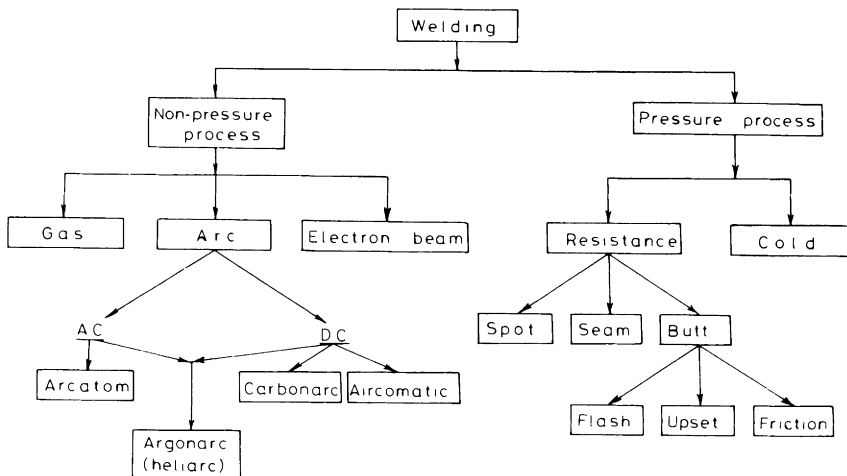 Welding
Non-pressure
process
Pressure process
Gas
Arc
Electron beam
Resistance
Cold
AC
DC
Spot
Seam
Butt
Arcatom
Carbonarc
Aircomatic
Flash
Upset
Friction
Argonarc
(heliarc)